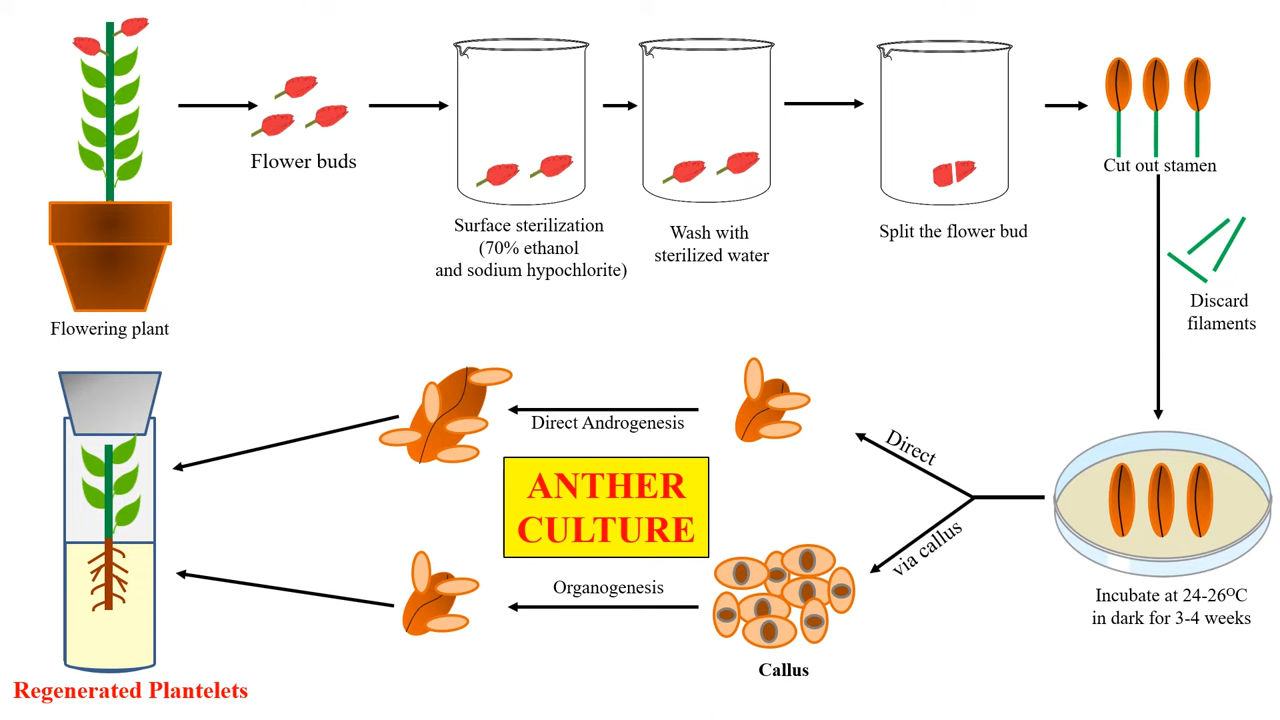 Flower buds
Cut out stamen
Surface sterilization
(70% ethanol
and sodium hypochlorite)
Wash with
sterilized water
Split the flower bud
Discard
filaments
Flowering plant
Direct Androgenesis
Direct
ANTHER
CULTURE
via callus
Organogenesis
Incubate at 24-26⁰C
in dark for 3-4 weeks
Callus
Regenerated Plantelets